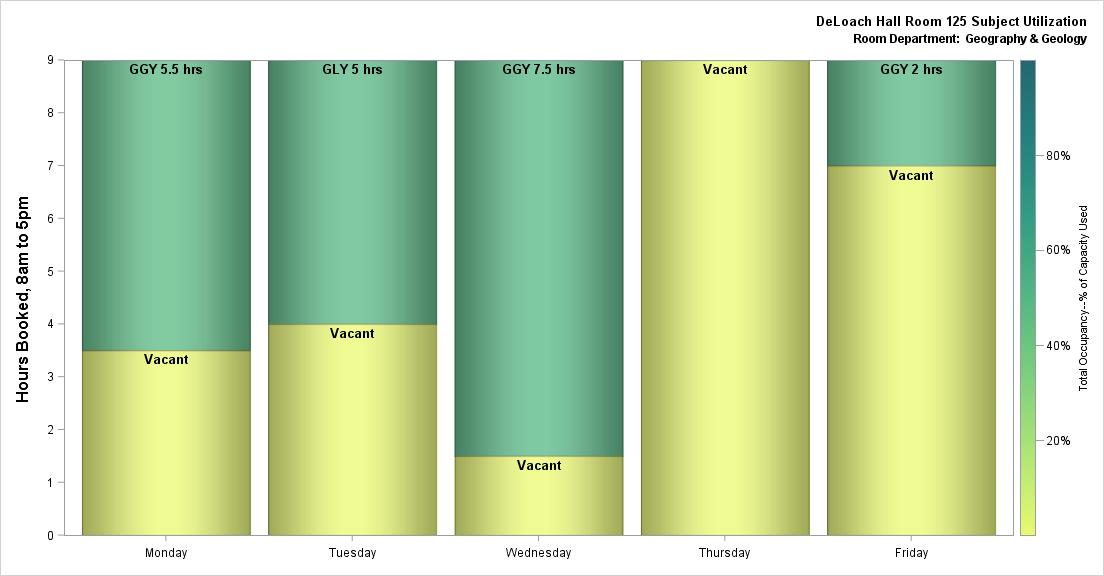 DeLoach Hall Room 125 Subject Utilization
Room Department: Geography & Geology
Hours Booked, 8am to 5pm
9
8
7
6
5
4
3
2
1
0
GGY 5.5 hrs
Vacant
GLY 5 hrs
Vacant
GGY 7.5 hrs
Vacant
Vacant
GGY 2 hrs
Vacant
Monday
Tuesday
Wednesday
Thursday
Friday
80%
60%
40%
20%
Total Occupancy--% of Capacity Used